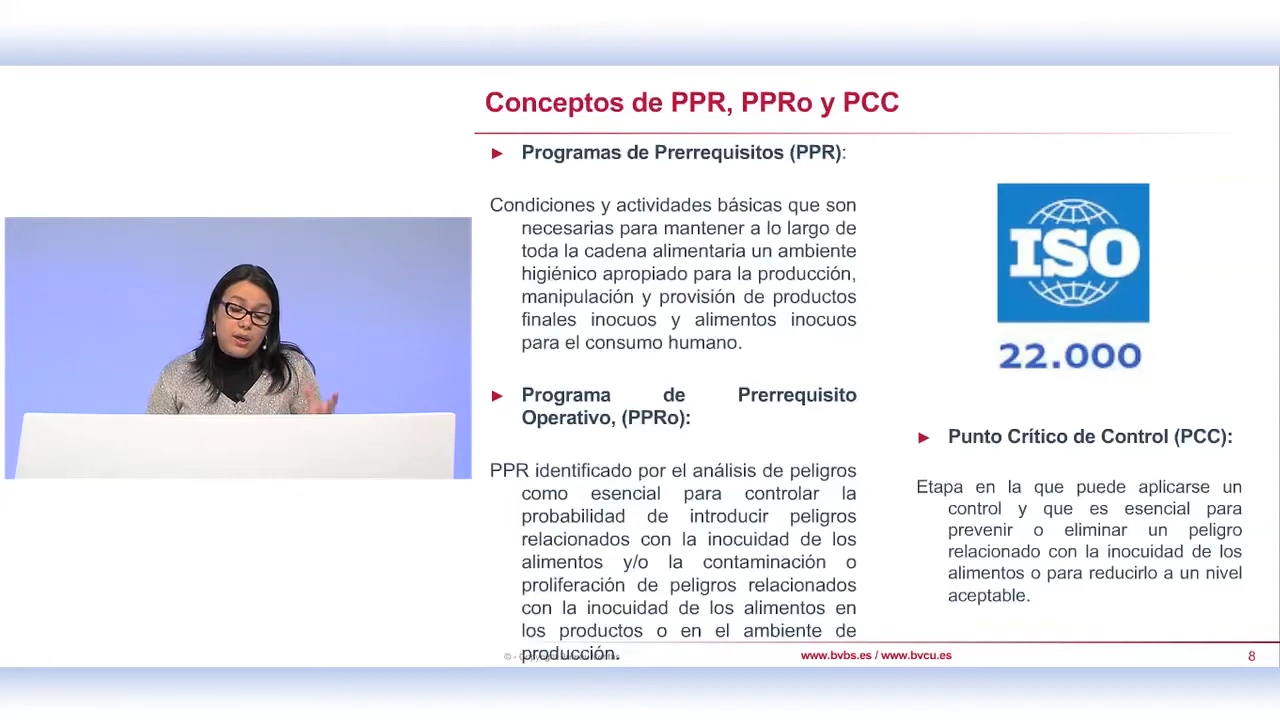 Conceptos de PPR, PPRo y PCC
► Programas de Prerrequisitos (PPR):
Condiciones y actividades básicas que son
necesarias para mantener a lo largo de
toda la cadena alimentaria un ambiente
higiénico apropiado para la producción,
manipulación y provisión de productos
finales inocuos y alimentos inocuos
para el consumo humano.
► Programa de Prerrequisito
Operativo, (PPRo):
PPR identificado por el análisis de peligros
como esencial para controlar la
probabilidad de introducir peligros
relacionados con la inocuidad de los
alimentos y/o la contaminación o
proliferación de peligros relacionados
con la inocuidad de los alimentos en
los productos o en el ambiente de
producción.
ISO
22.000
► Punto Crítico de Control (PCC):
Etapa en la que puede aplicarse un
control y que es esencial para
prevenir o eliminar un peligro
relacionado con la inocuidad de los
alimentos o para reducirlo a un nivel
aceptable.
www.bvbs.es / www.bvcu.es
8